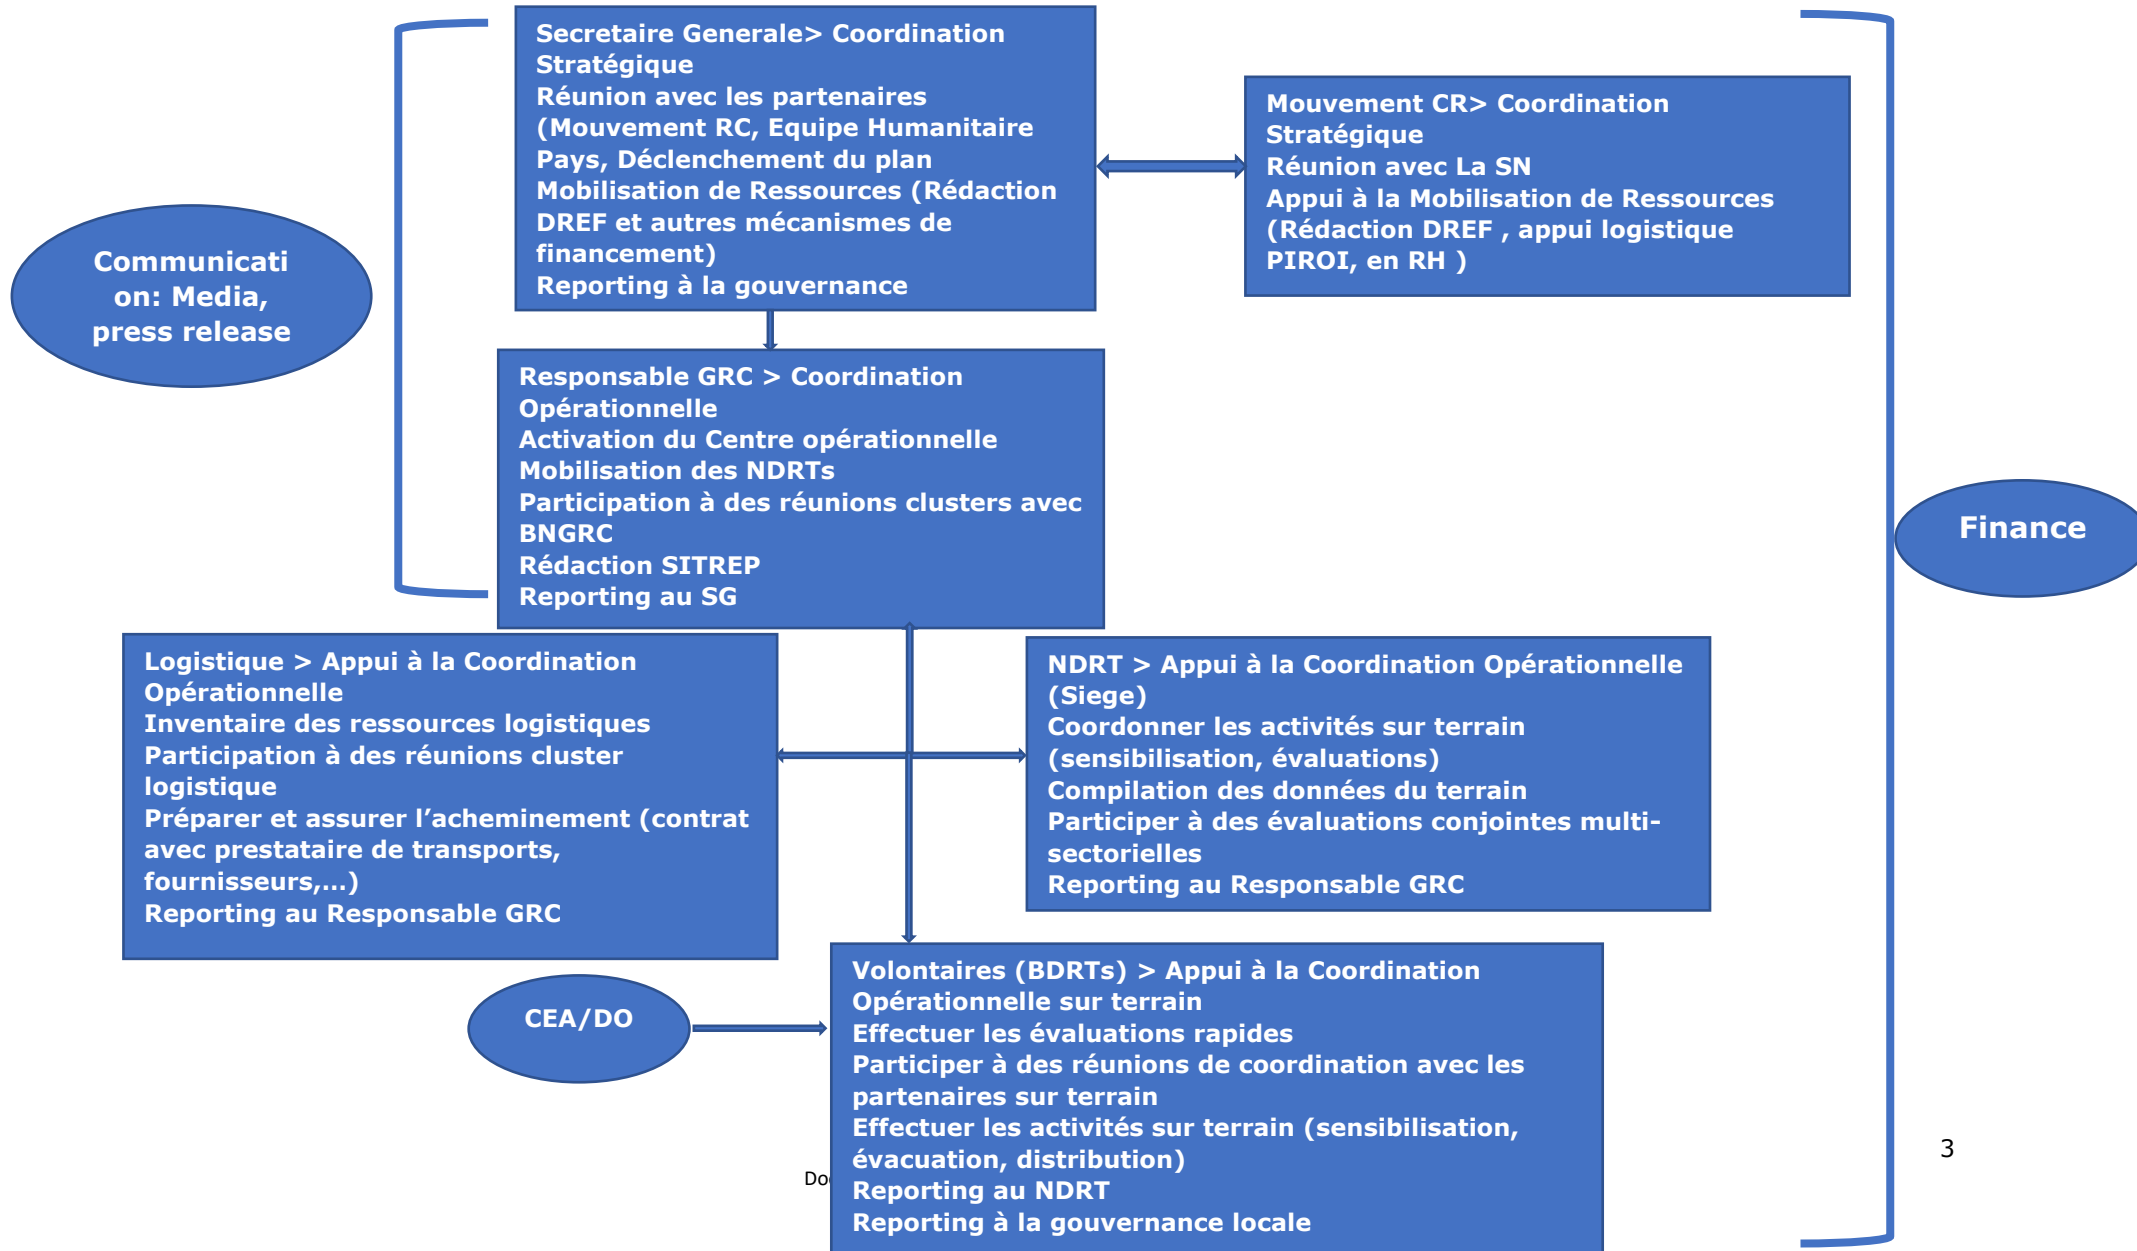 Secretaire Generale> Coordination
Stratégique
Réunion avec les partenaires
(Mouvement RC, Equipe Humanitaire
Pays, Déclenchement du plan
Mobilisation de Ressources (Rédaction
DREF et autres mécanismes de
financement)
Reporting à la gouvernance
Mouvement CR> Coordination
Stratégique
Réunion avec La SN
Appui à la Mobilisation de Ressources
(Rédaction DREF , appui logistique
PIROI, en RH )
Communicati
on: Media,
press release
Responsable GRC > Coordination
Opérationnelle
Activation du Centre opérationnelle
Mobilisation des NDRTs
Participation à des réunions clusters avec
BNGRC
Rédaction SITREP
Reporting au SG
Finance
Logistique > Appui à la Coordination
Opérationnelle
Inventaire des ressources logistiques
Participation à des réunions cluster
logistique
Préparer et assurer l’acheminement (contrat
avec prestataire de transports,
fournisseurs,…)
Reporting au Responsable GRC
NDRT > Appui à la Coordination Opérationnelle
(Siege)
Coordonner les activités sur terrain
(sensibilisation, évaluations)
Compilation des données du terrain
Participer à des évaluations conjointes multi-
sectorielles
Reporting au Responsable GRC
CEA/DO
Volontaires (BDRTs) > Appui à la Coordination
Opérationnelle sur terrain
Effectuer les évaluations rapides
Participer à des réunions de coordination avec les
partenaires sur terrain
Effectuer les activités sur terrain (sensibilisation,
évacuation, distribution)
Reporting au NDRT
Reporting à la gouvernance locale
3